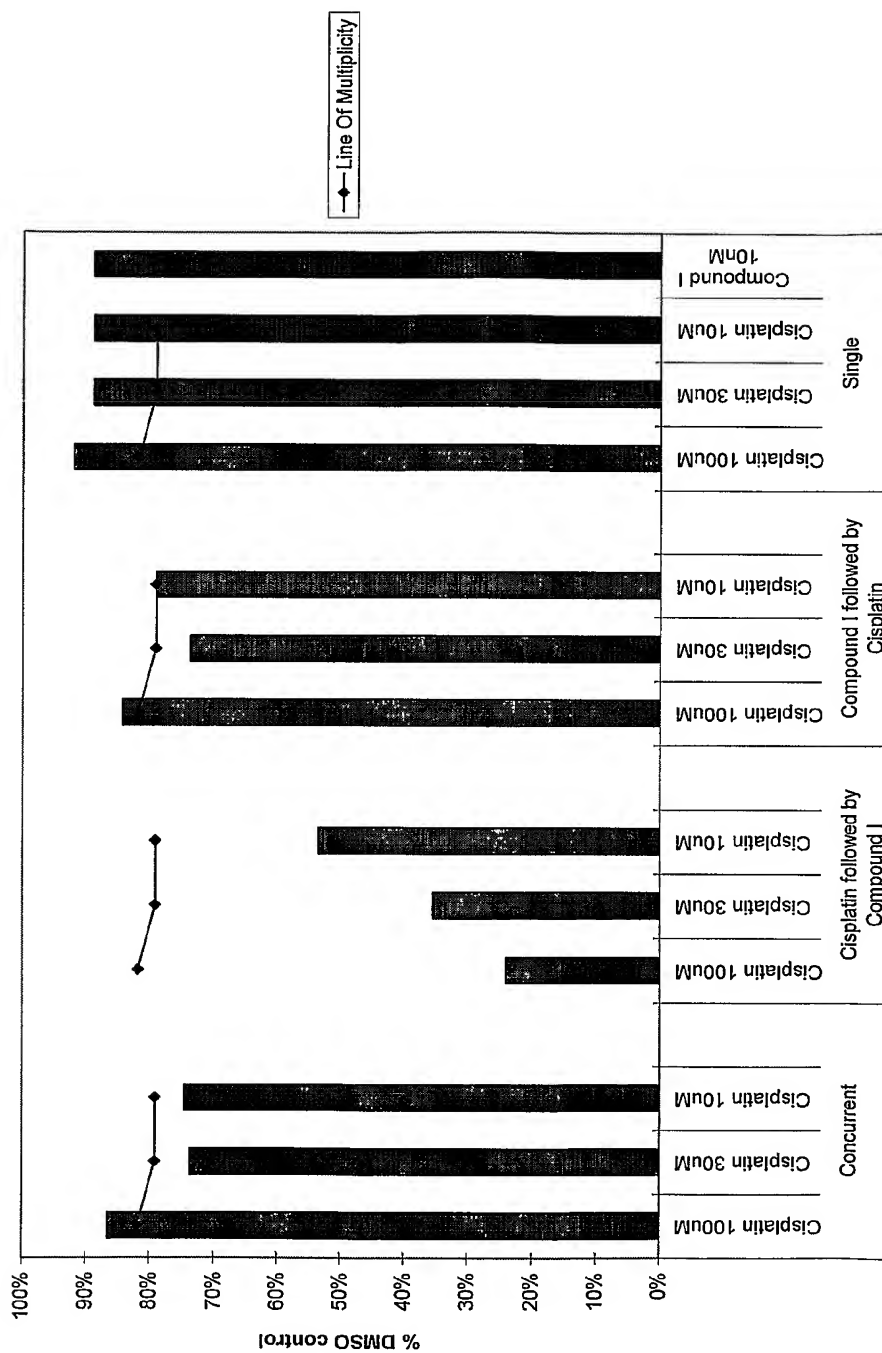 % DMSO control
100%
90%
80%
70%
60%
50%
40%
30%
20%
10%
0%
Cisplatin 100uM
Cisplatin 30uM
Cisplatin 10uM
Concurrent
Cisplatin 100uM
Cisplatin 30uM
Cisplatin 10uM
Cisplatin followed by
Compound I
Cisplatin 100uM
Cisplatin 30uM
Cisplatin 10uM
Compound I followed by
Cisplatin
Cisplatin 100uM
Cisplatin 30uM
Cisplatin 10uM
Compound I
10nM
Single
Line Of Multiplicity